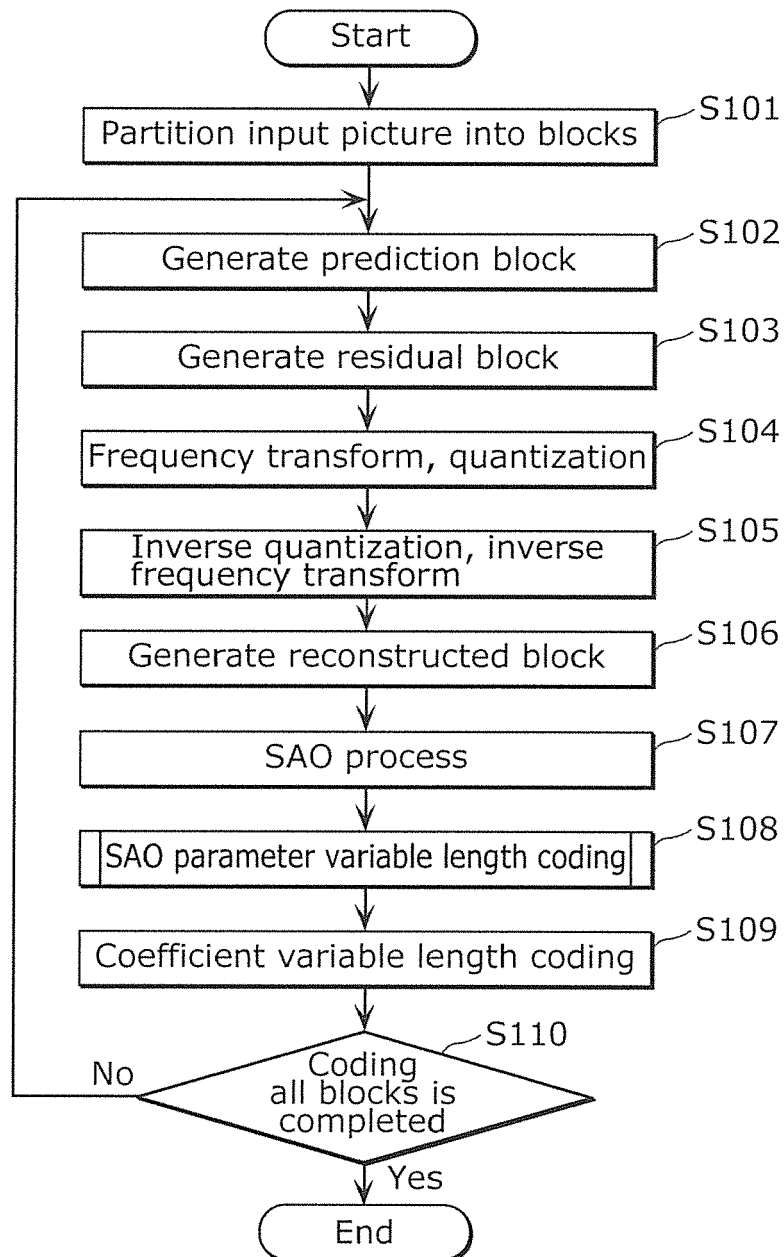 Start
S101
Partition input picture into blocks
S102
Generate prediction block
S103
Generate residual block
S104
Frequency transform, quantization
S105
Inverse quantization, inverse
frequency transform
S106
Generate reconstructed block
S107
SAO process
S108
SAO parameter variable length coding
S109
Coefficient variable length coding
S110
No
Coding
all blocks is
completed
Yes
End